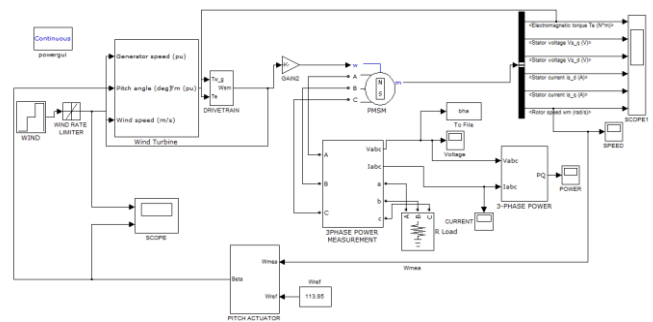 Continuous
powergui
WIND
WIND RATE
LIMITER
Generator speed (pu)
Pitch angle (deg)
Tm (pu)
Wind speed (m/s)
Wind Turbine
Tv_g
Te
Wsm
DRIVETRAIN
GAIN2
w
A
B
C
m
N
S
PMSM
<Electromagnetic torque Te (N*m)>
<Stator voltage Vs_q (V)>
<Stator voltage Vs_d (V)>
<Stator current is_d (A)>
<Stator current is_q (A)>
<Rotor speed wm (rad/s)>
SCOPE1
SPEED
To File
Voltage
Vabc
Iabc
A
B
C
a
b
c
3PHASE POWER
MEASUREMENT
A
B
C
R Load
CURRENT
Vabc
Iabc
PQ
3-PHASE POWER
POWER
SCOPE
Beta
Wmea
Wref
PITCH ACTUATOR
Wref
113.85
Wmea